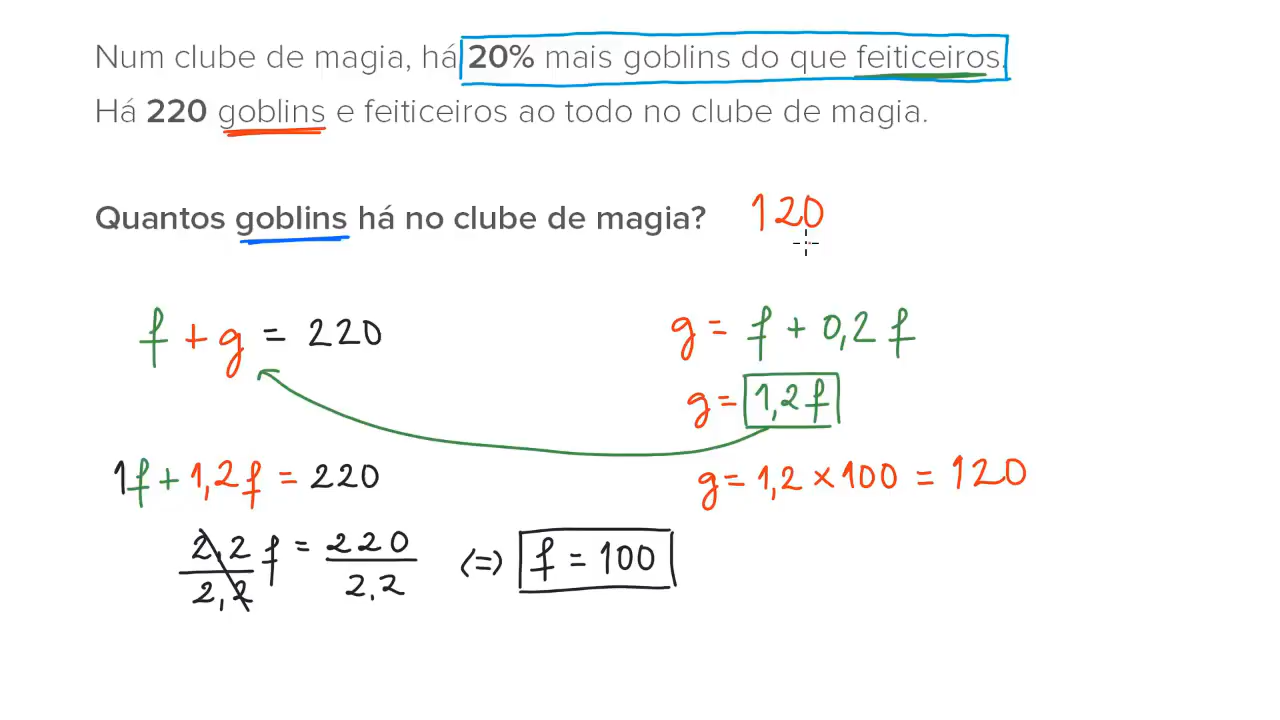 Num clube de magia, há 20% mais goblins do que feiticeiros.
Há 220 goblins e feiticeiros ao todo no clube de magia.
Quantos goblins há no clube de magia? 120
f + g = 220
g = f + 0,2 f
g = 1,2 f
1f + 1,2f = 220
g = 1,2 × 100 = 120
2,2/2,2 f = 220/2,2 <=> f = 100